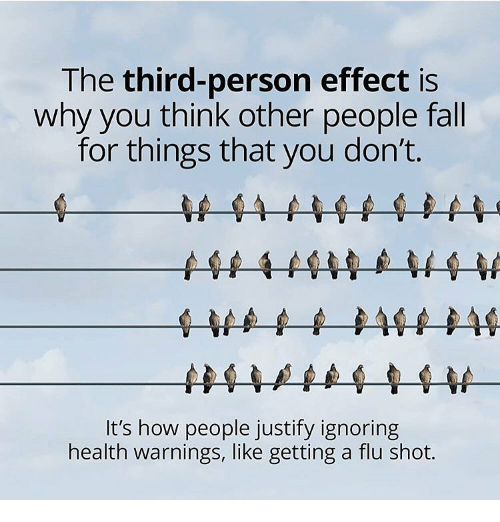 The third-person effect is
why you think other people fall
for things that you don't.
It's how people justify ignoring
health warnings, like getting a flu shot.